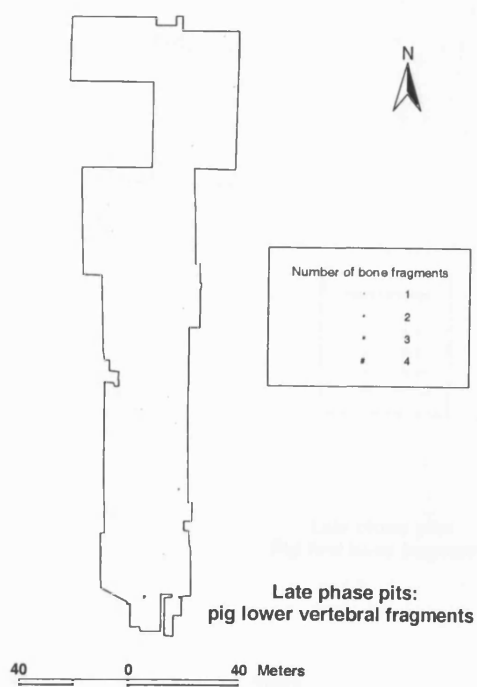 N
Number of bone fragments
1
2
3
4
Late phase pits:
pig lower vertebral fragments
40 0 40 Meters